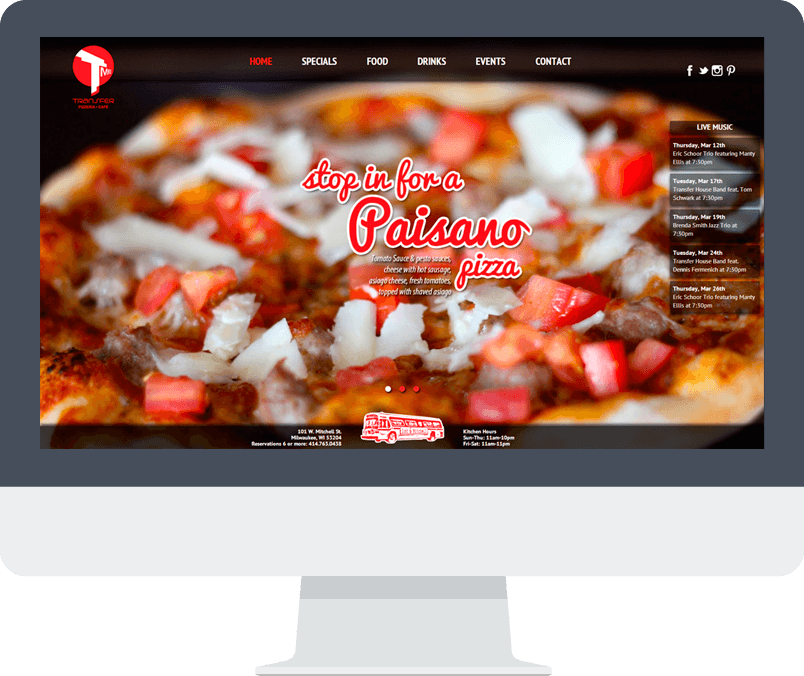 TRANSFER
PIZZERIA • CAFE
HOME SPECIALS FOOD DRINKS EVENTS CONTACT
LIVE MUSIC
Thursday, Mar 12th
Eric Schoor Trio featuring Manty
Ellis at 7:30pm
Tuesday, Mar 17th
Transfer House Band feat. Tom
Schwark at 7:30pm
Thursday, Mar 19th
Brenda Smith Jazz Trio at
7:30pm
Tuesday, Mar 24th
Transfer House Band feat.
Dennis Fermenich at 7:30pm
Thursday, Mar 26th
Eric Schoor Trio featuring Manty
Ellis at 7:30pm
stop in for a
Paisano
pizza
Tomato Sauce & pesto sauces,
cheese with hot sausage,
asiago cheese, fresh tomatoes,
topped with shaved asiago
101 W. Mitchell St.
Milwaukee, WI 53204
Reservations 6 or more: 414.763.0438
Kitchen Hours
Sun-Thu: 11am-10pm
Fri-Sat: 11am-11pm